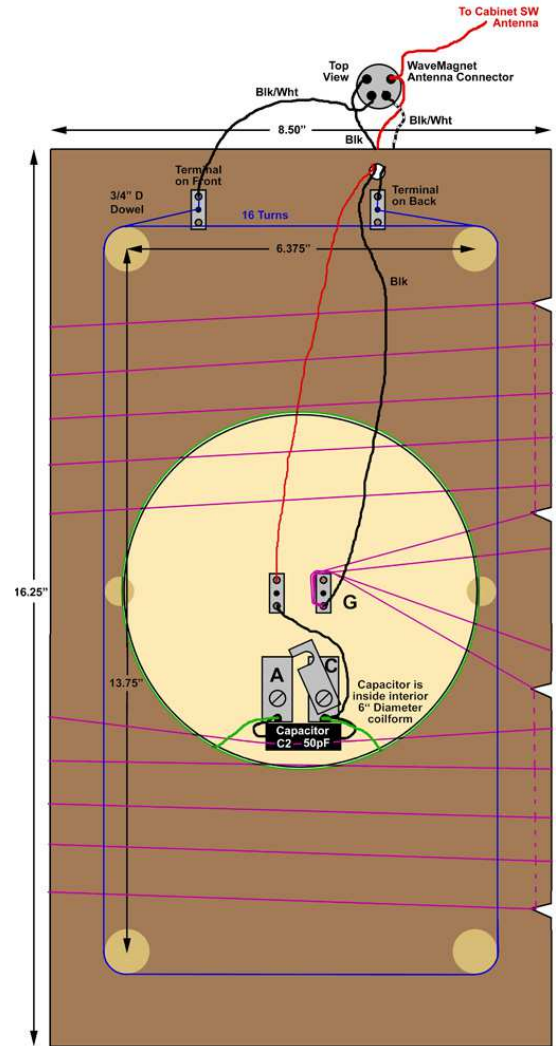 To Cabinet SW
Antenna
Top
View
WaveMagnet
Antenna Connector
Blk/Wht
Blk/Wht
Blk
8.50"
Terminal
on Front
Terminal
on Back
3/4" D
Dowel
16 Turns
6.375"
Blk
16.25"
G
13.75"
A
C
Capacitor is
inside interior
6" Diameter
coilform
Capacitor
C2 - 50pF